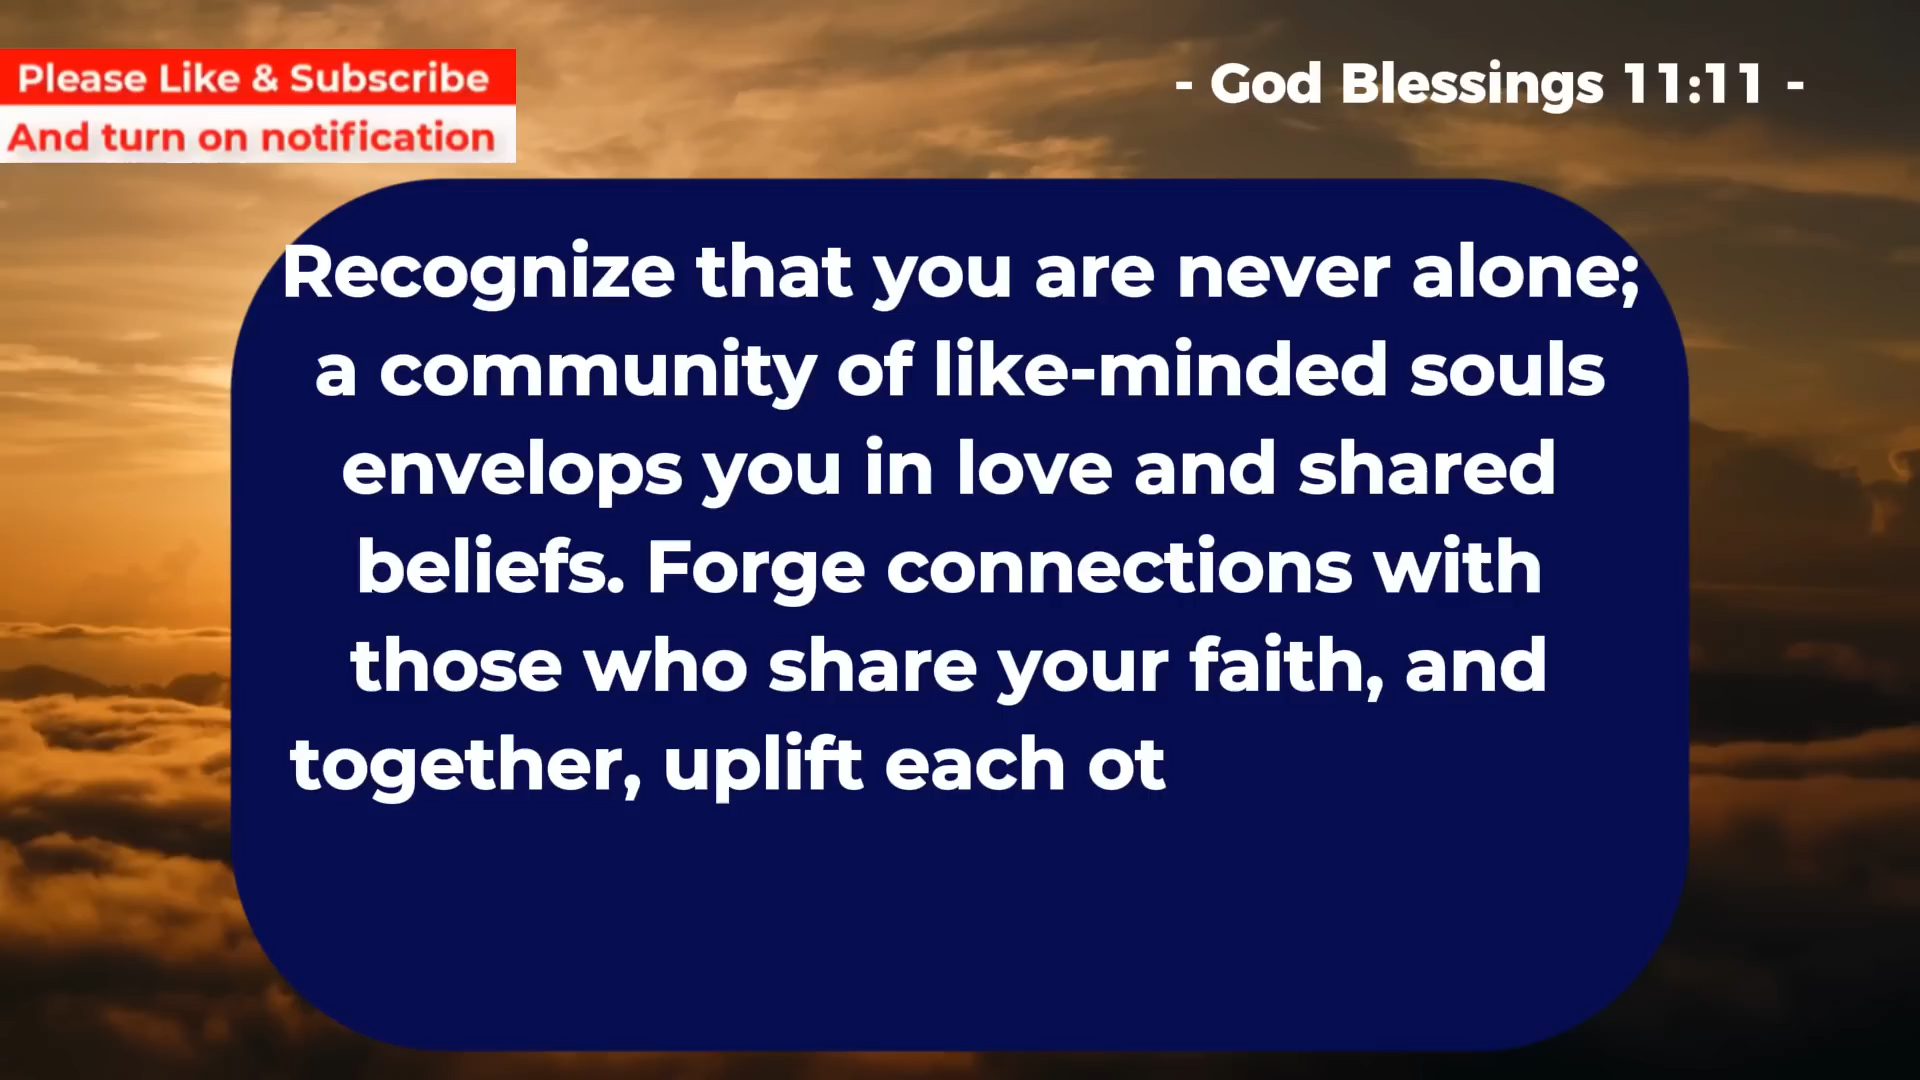 Please Like & Subscribe
And turn on notification
- God Blessings 11:11 -
Recognize that you are never alone;
a community of like-minded souls
envelops you in love and shared
beliefs. Forge connections with
those who share your faith, and
together, uplift each ot